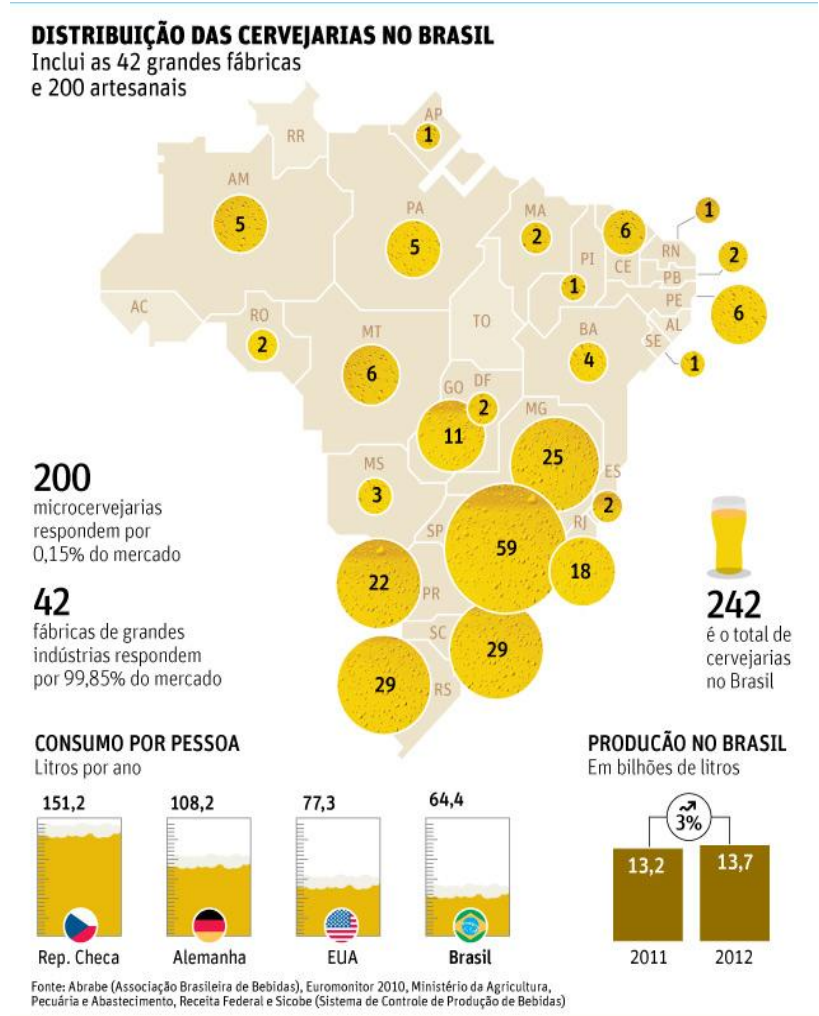 DISTRIBUIÇÃO DAS CERVEJARIAS NO BRASIL
Inclui as 42 grandes fábricas
e 200 artesanais
AP
1
RR
AM
5
PA
5
MA
2
6
CE
1
RN
2
PB
PI
1
PE
6
AC
RO
2
TO
MT
6
BA
4
AL
SE
1
GO
DF
2
11
MG
25
MS
3
ES
2
SP
59
RJ
18
22
PR
SC
29
29
RS
200
microcervejarias
respondem por
0,15% do mercado
42
fábricas de grandes
indústrias respondem
por 99,85% do mercado
242
é o total de
cervejarias
no Brasil
CONSUMO POR PESSOA
Litros por ano
151,2
108,2
77,3
64,4
Rep. Checa
Alemanha
EUA
Brasil
PRODUCÃO NO BRASIL
Em bilhões de litros
3%
13,2
13,7
2011
2012
Fonte: Abrabe (Associação Brasileira de Bebidas), Euromonitor 2010, Ministério da Agricultura,
Pecuária e Abastecimento, Receita Federal e Sicobe (Sistema de Controle de Produção de Bebidas)